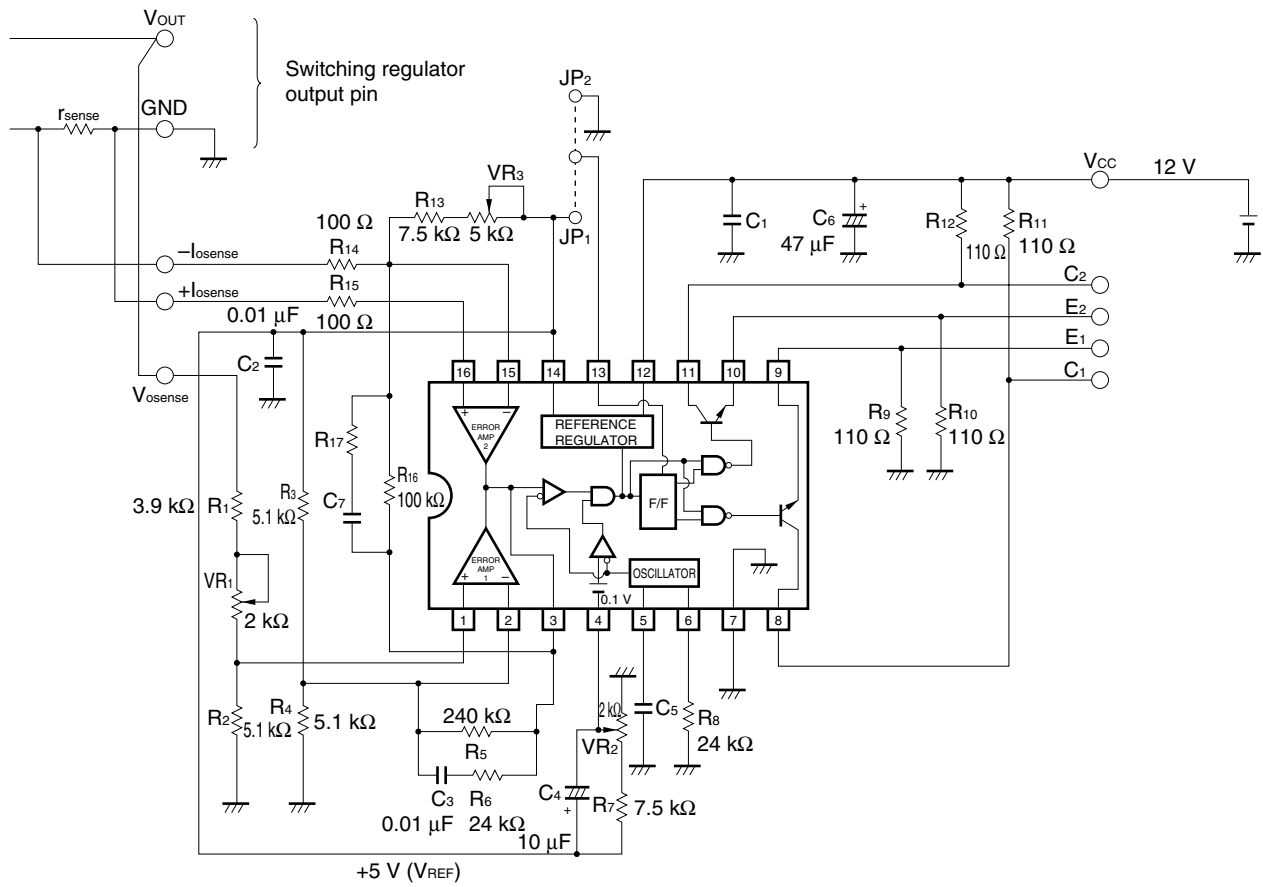 VOUT
Switching regulator
output pin
rsense
GND
JP2
VR3
R13
7.5 kΩ
5 kΩ
JP1
100 Ω
R14
–Iosense
+Iosense
R15
100 Ω
0.01 μF
C2
Vosense
VCC
12 V
C1
C6
47 μF
R12
110 Ω
R11
110 Ω
C2
E2
E1
C1
R9
110 Ω
R10
110 Ω
16
15
14
13
12
11
10
9
+
–
ERROR
AMP
2
REFERENCE
REGULATOR
R17
C7
R16
100 kΩ
F/F
3.9 kΩ
R1
R3
5.1 kΩ
ERROR
AMP
1
+
–
OSCILLATOR
0.1 V
VR1
2 kΩ
1
2
3
4
5
6
7
8
R2
5.1 kΩ
R4
5.1 kΩ
240 kΩ
R5
C3
0.01 μF
R6
24 kΩ
C4
+
10 μF
2 kΩ
VR2
R7
7.5 kΩ
C5
R8
24 kΩ
+5 V (VREF)
+